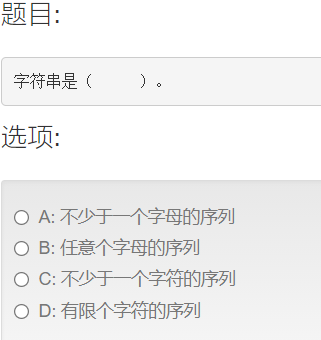 题目:
字符串是（　　）。
选项:
A: 不少于一个字母的序列
B: 任意个字母的序列
C: 不少于一个字符的序列
D: 有限个字符的序列